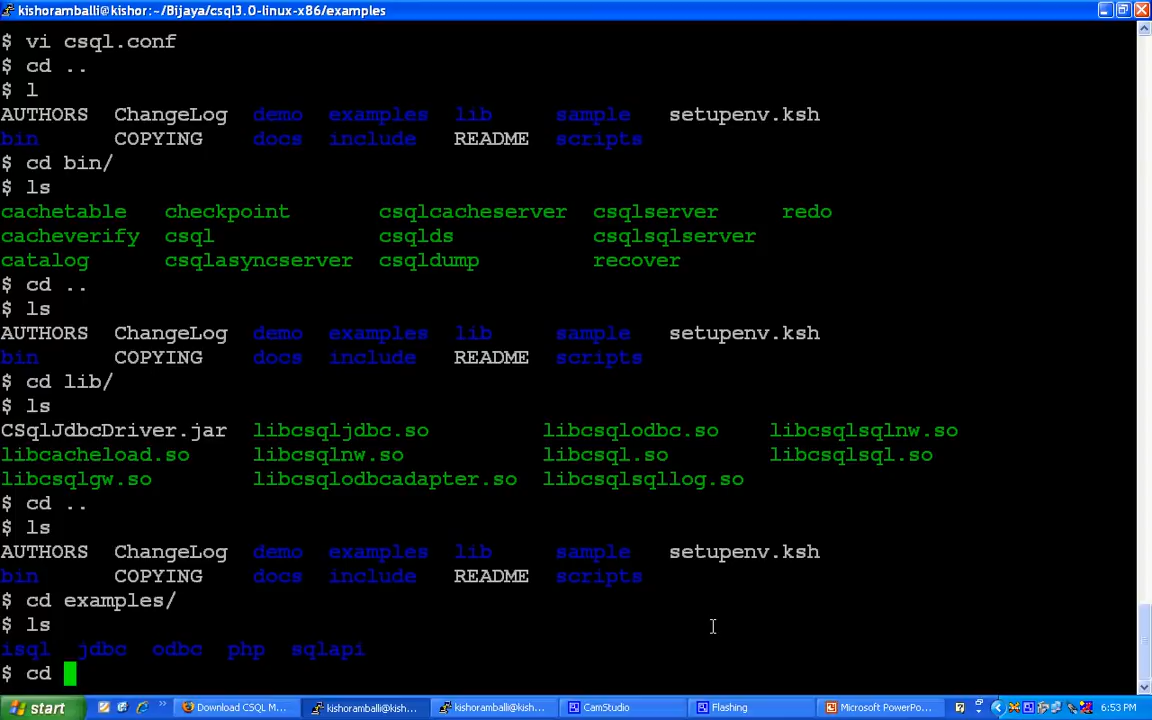 kishoramballi@kishor:~/Bijaya/csql3.0-linux-x86/examples
$ vi csql.conf
$ cd ..
$ l
AUTHORS ChangeLog demo examples lib sample setupenv.ksh
bin COPYING docs include README scripts
$ cd bin/
$ ls
cachetable checkpoint csqlcacheserver csqlserver redo
cacheverify csql csqlds csqlsqlserver
catalog csqlasyncserver csqldump recover
$ cd ..
$ ls
AUTHORS ChangeLog demo examples lib sample setupenv.ksh
bin COPYING docs include README scripts
$ cd lib/
$ ls
CSqlJdbcDriver.jar libcsqljdbc.so libcsqlodbc.so libcsqlsqlnw.so
libcacheload.so libcsqlnw.so libcsql.so libcsqlsql.so
libcsqlgw.so libcsqlodbcadapter.so libcsqlsqllog.so
$ cd ..
$ ls
AUTHORS ChangeLog demo examples lib sample setupenv.ksh
bin COPYING docs include README scripts
$ cd examples/
$ ls
isql jdbc odbc php sqlapi
$ cd
start Download CSQL M... kishoramballi@kish... kishoramballi@kish... CamStudio Flashing Microsoft PowerPo... 6:53 PM